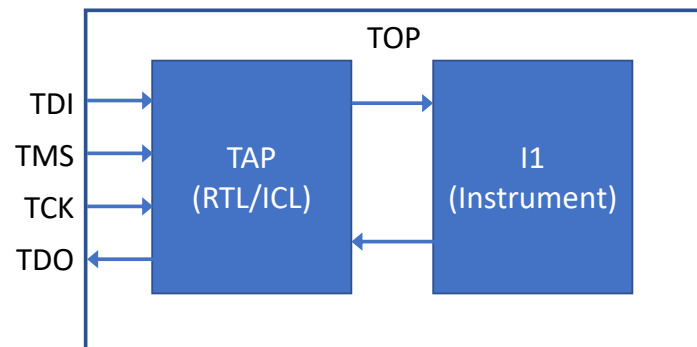 TOP
TDI
TMS
TCK
TDO
TAP
(RTL/ICL)
I1
(Instrument)